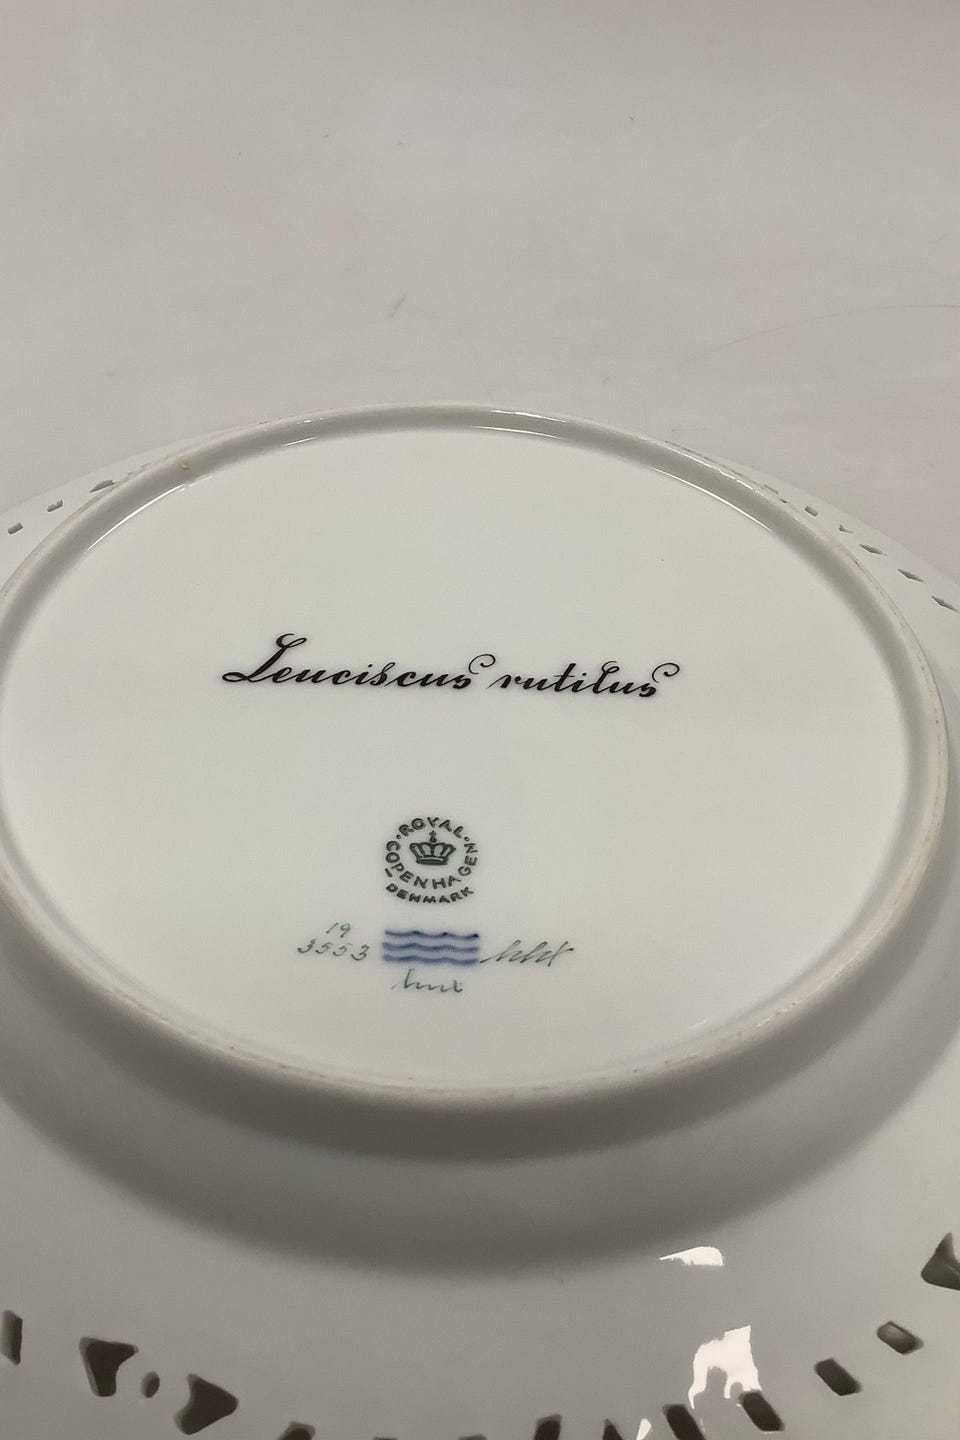 Leuciscus rutilus
ROYAL COPENHAGEN
DENMARK
19
3553